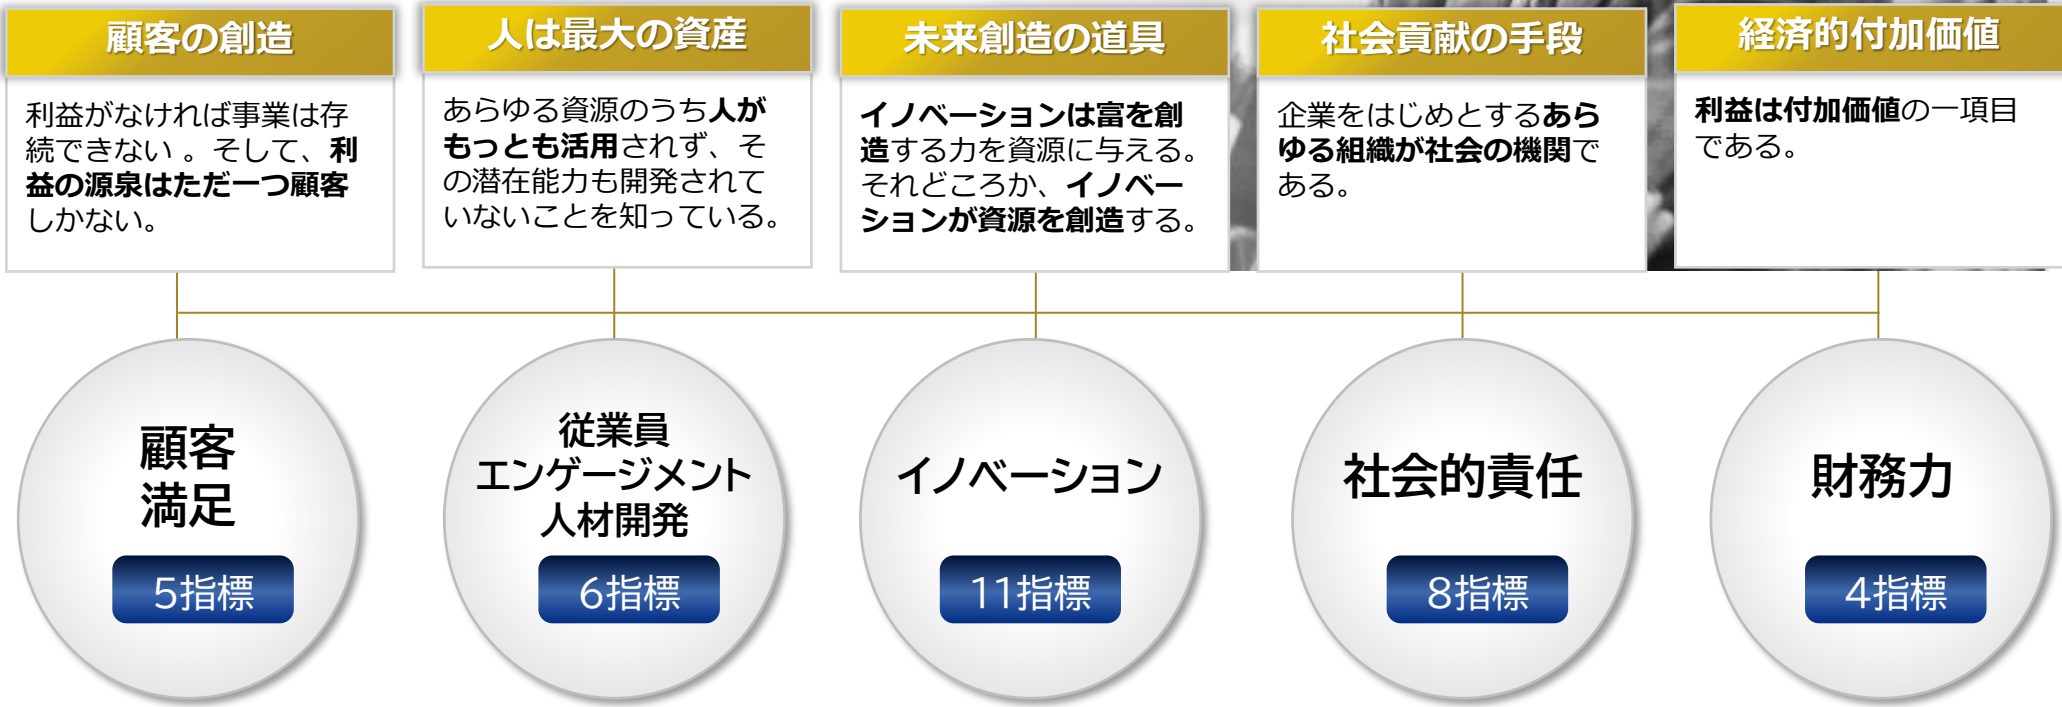 顧客の創造
利益がなければ事業は存
続できない 。そして、利
益の源泉はただ一つ顧客
しかない。
人は最大の資産
あらゆる資源のうち人が
もっとも活用されず、そ
の潜在能力も開発されて
いないことを知っている。
未来創造の道具
イノベーションは富を創
造する力を資源に与える。
それどころか、イノベー
ションが資源を創造する。
社会貢献の手段
企業をはじめとするあら
ゆる組織が社会の機関で
ある。
経済的付加価値
利益は付加価値の一項目
である。
顧客
満足
5指標
従業員
エンゲージメント
人材開発
6指標
イノベーション
11指標
社会的責任
8指標
財務力
4指標